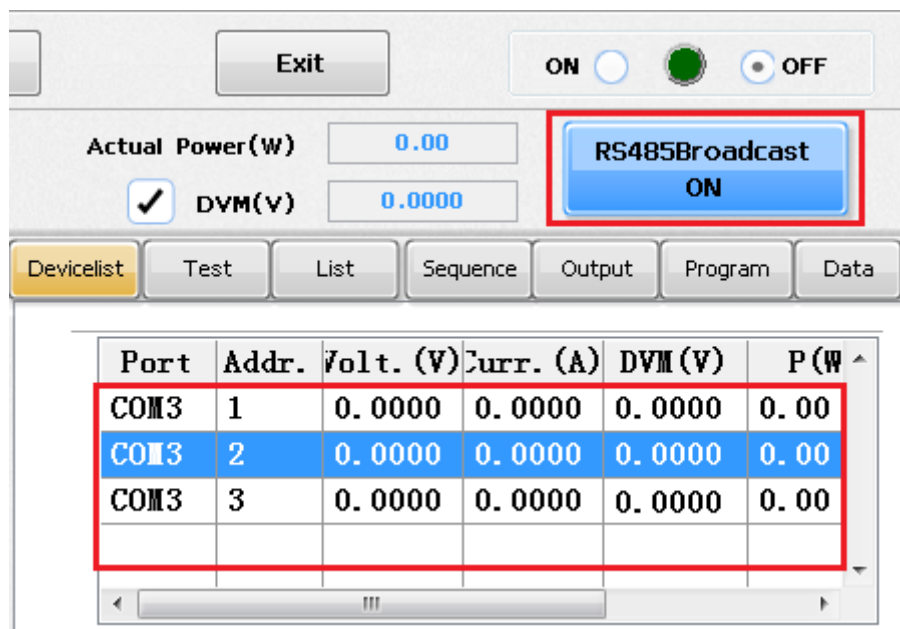 Exit
ON OFF
Actual Power(W) 0.00
RS485Broadcast
ON
DVM(V) 0.0000
Devicelist Test List Sequence Output Program Data
Port Addr. Volt.(V) Curr.(A) DVM(V) P(W
COM3 1 0.0000 0.0000 0.0000 0.00
COM3 2 0.0000 0.0000 0.0000 0.00
COM3 3 0.0000 0.0000 0.0000 0.00